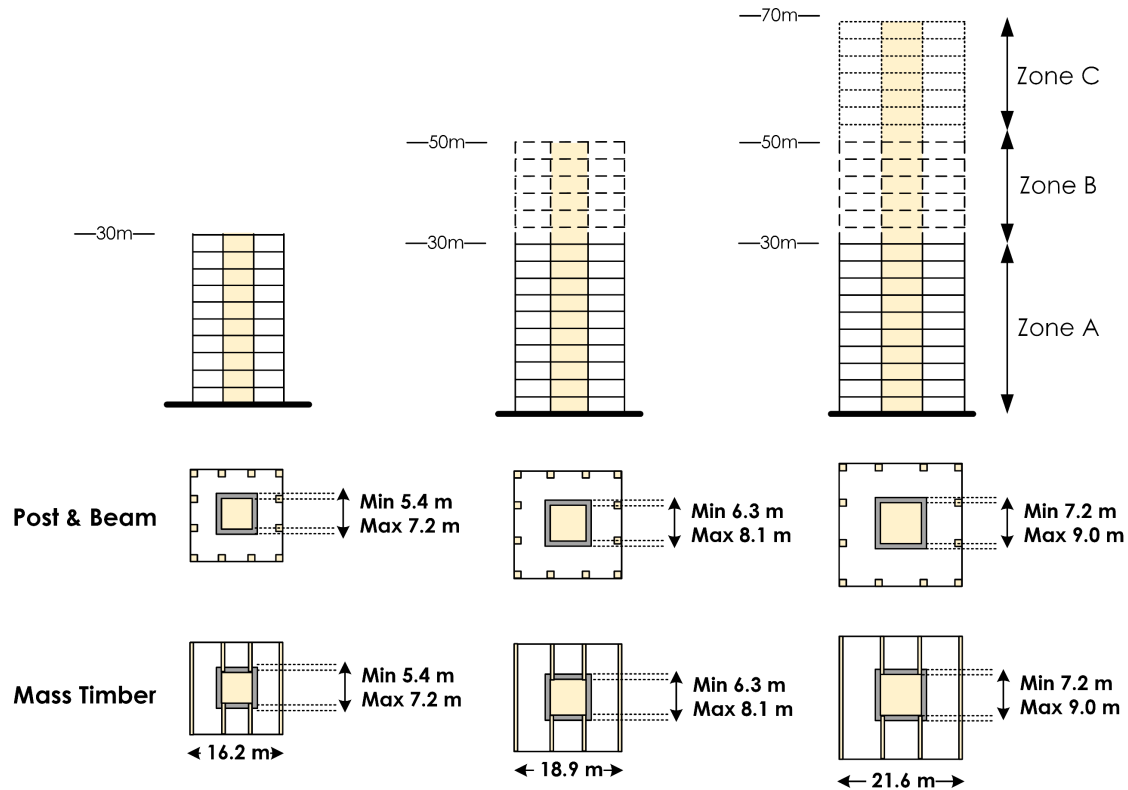 70m
Zone C
50m
50m
Zone B
30m
30m
30m
Zone A
Post & Beam
Min 5.4 m
Max 7.2 m
Min 6.3 m
Max 8.1 m
Min 7.2 m
Max 9.0 m
Mass Timber
Min 5.4 m
Max 7.2 m
Min 6.3 m
Max 8.1 m
Min 7.2 m
Max 9.0 m
16.2 m
18.9 m
21.6 m